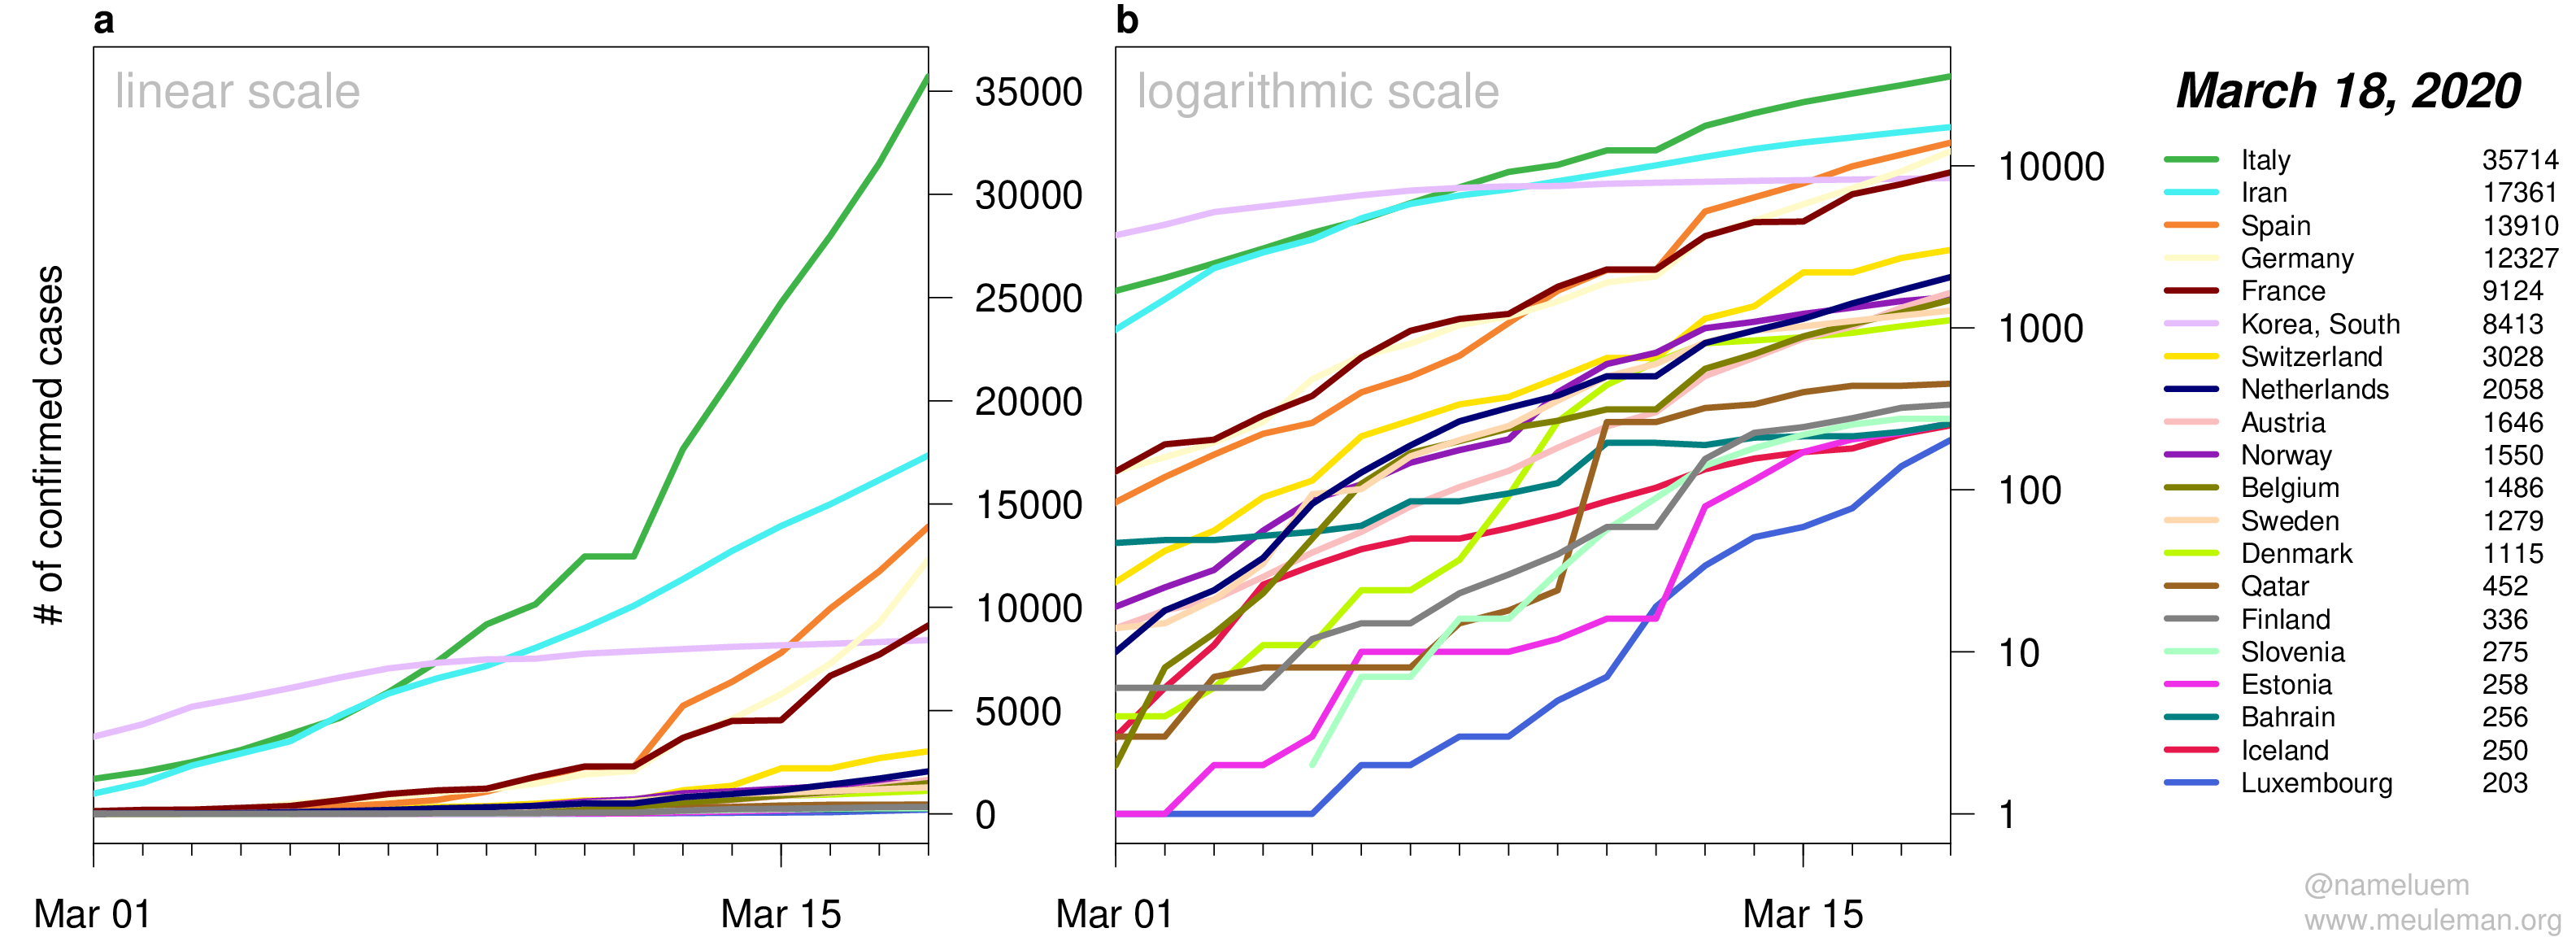 a
linear scale
# of confirmed cases
35000
30000
25000
20000
15000
10000
5000
0
Mar 01
Mar 15
b
logarithmic scale
10000
1000
100
10
1
Mar 01
Mar 15
March 18, 2020
Italy 35714
Iran 17361
Spain 13910
Germany 12327
France 9124
Korea, South 8413
Switzerland 3028
Netherlands 2058
Austria 1646
Norway 1550
Belgium 1486
Sweden 1279
Denmark 1115
Qatar 452
Finland 336
Slovenia 275
Estonia 258
Bahrain 256
Iceland 250
Luxembourg 203
@nameluem
www.meuleman.org